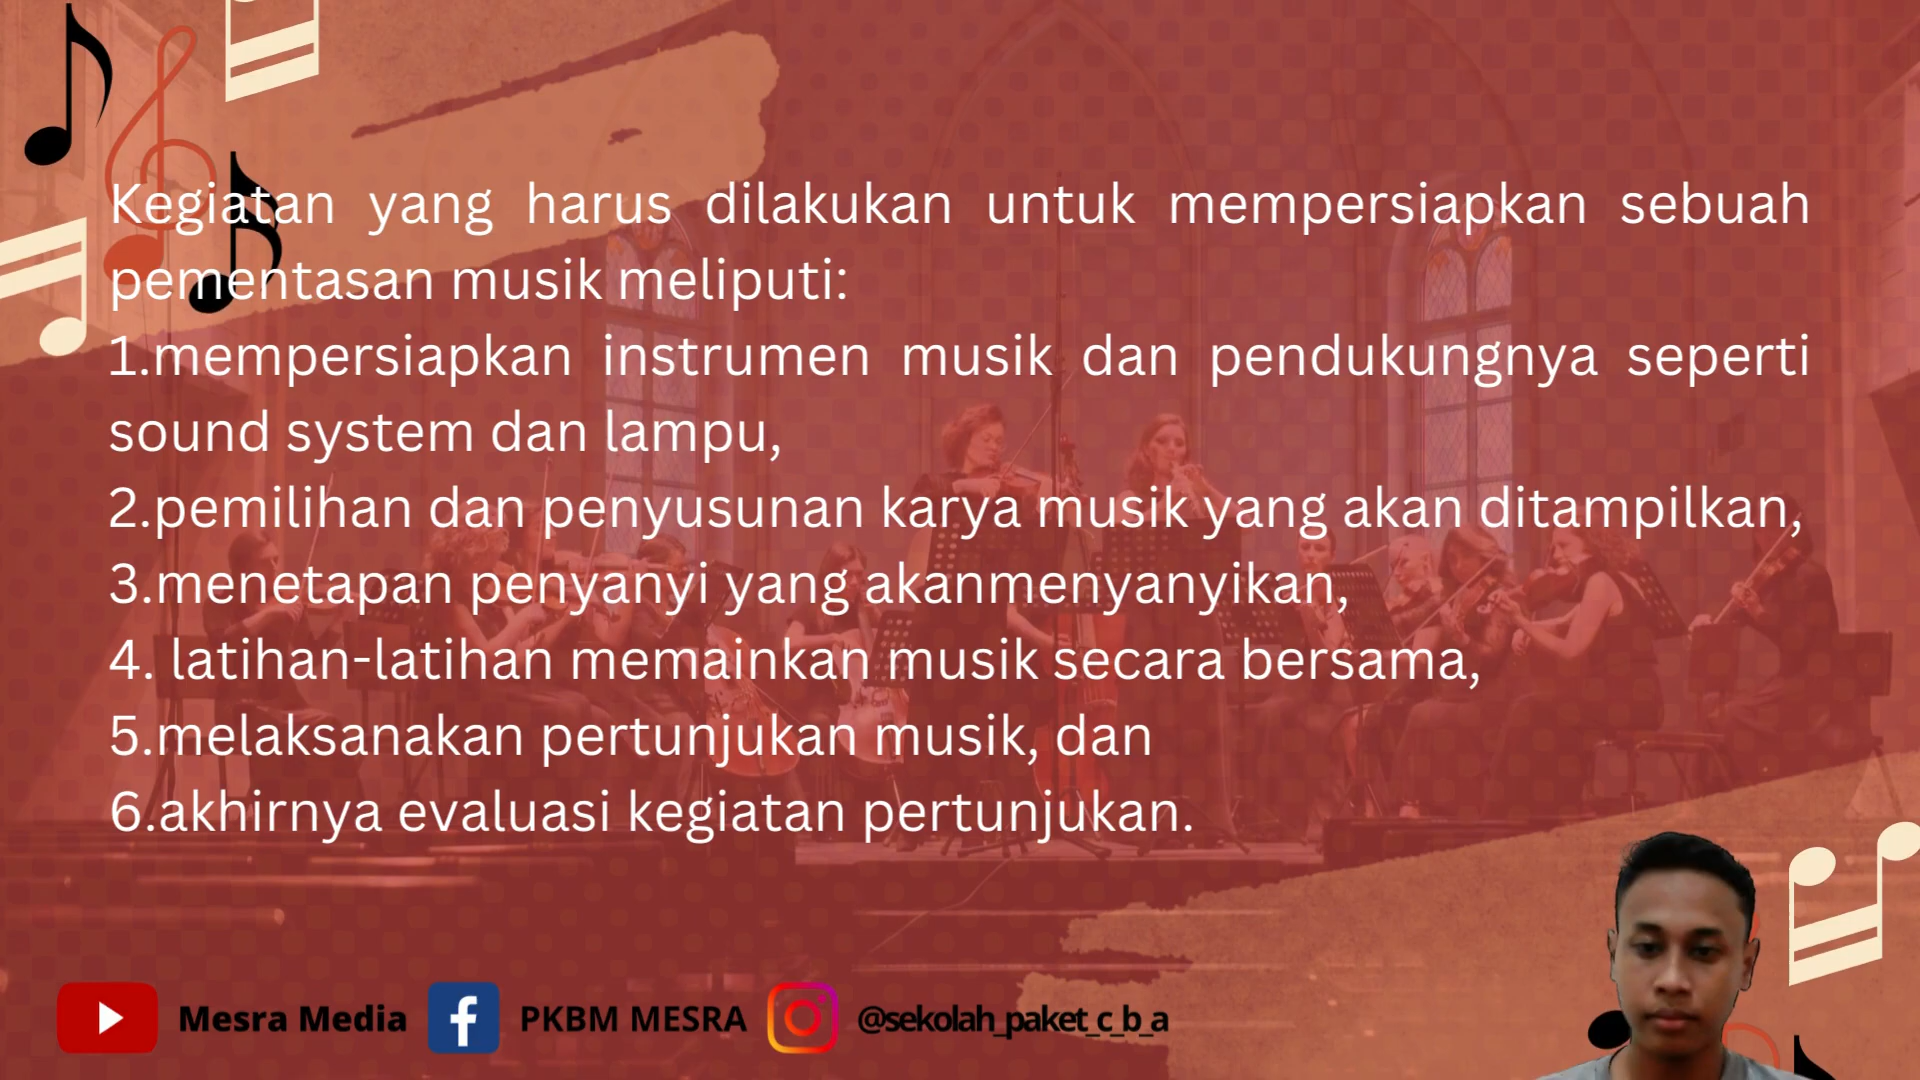 Kegiatan yang harus dilakukan untuk mempersiapkan sebuah
pementasan musik meliputi:
1.mempersiapkan instrumen musik dan pendukungnya seperti
sound system dan lampu,
2.pemilihan dan penyusunan karya musik yang akan ditampilkan,
3.menetapan penyanyi yang akanmenyanyikan,
4. latihan-latihan memainkan musik secara bersama,
5.melaksanakan pertunjukan musik, dan
6.akhirnya evaluasi kegiatan pertunjukan.
Mesra Media PKBM MESRA @sekolah_paket_c_b_a